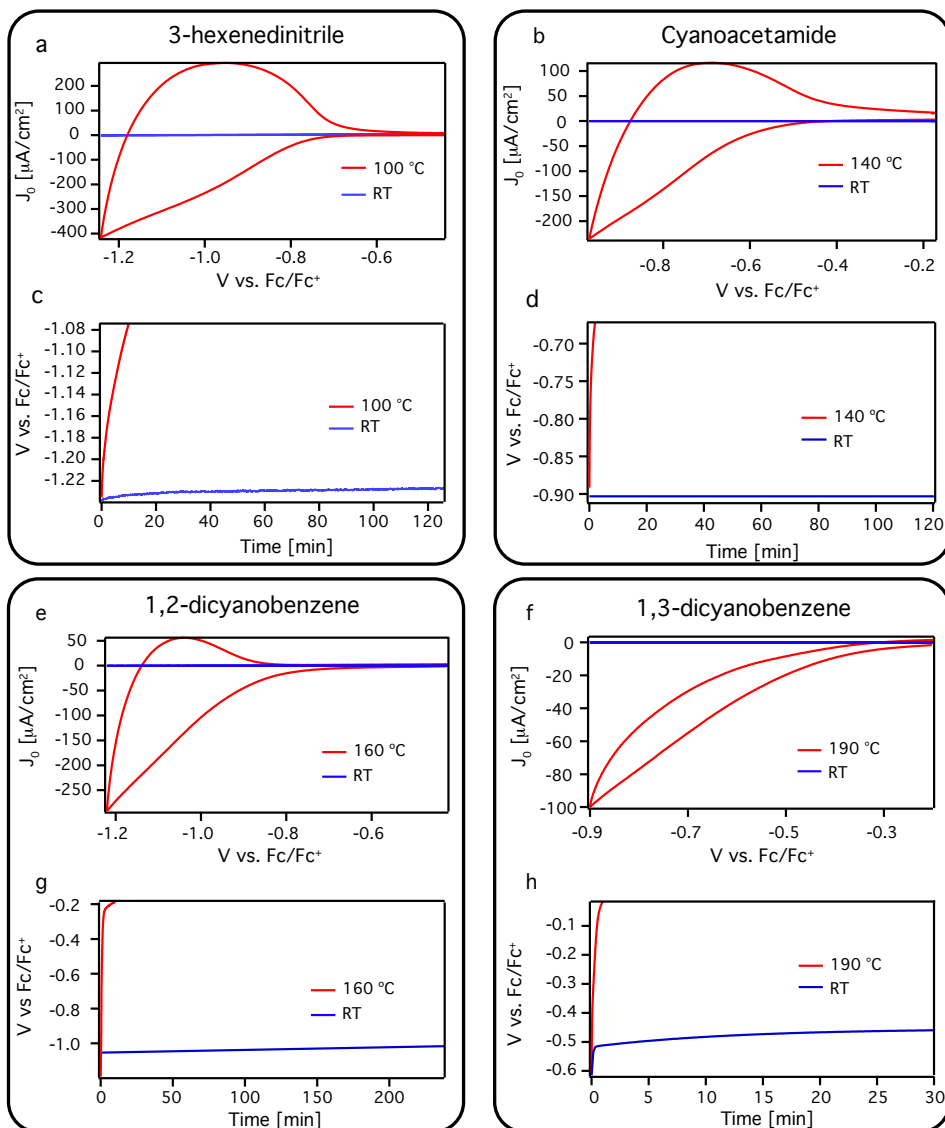 a
3-hexenedinitrile
J0 [µA/cm²]
200
100
0
-100
-200
-300
-400
100 °C
RT
-1.2
-1.0
-0.8
-0.6
V vs. Fc/Fc⁺
c
V vs. Fc/Fc⁺
-1.08
-1.10
-1.12
-1.14
-1.16
-1.18
-1.20
-1.22
100 °C
RT
0
20
40
60
80
100
120
Time [min]
b
Cyanoacetamide
J0 [µA/cm²]
100
50
0
-50
-100
-150
-200
140 °C
RT
-0.8
-0.6
-0.4
-0.2
V vs. Fc/Fc⁺
d
V vs. Fc/Fc⁺
-0.70
-0.75
-0.80
-0.85
-0.90
140 °C
RT
0
20
40
60
80
100
120
Time [min]
e
1,2-dicyanobenzene
J0 [µA/cm²]
50
0
-50
-100
-150
-200
-250
160 °C
RT
-1.2
-1.0
-0.8
-0.6
V vs. Fc/Fc⁺
g
V vs Fc/Fc⁺
-0.2
-0.4
-0.6
-0.8
-1.0
160 °C
RT
0
50
100
150
200
Time [min]
f
1,3-dicyanobenzene
J0 [µA/cm²]
0
-20
-40
-60
-80
-100
190 °C
RT
-0.9
-0.7
-0.5
-0.3
V vs. Fc/Fc⁺
h
V vs. Fc/Fc⁺
-0.1
-0.2
-0.3
-0.4
-0.5
-0.6
190 °C
RT
0
5
10
15
20
25
30
Time [min]